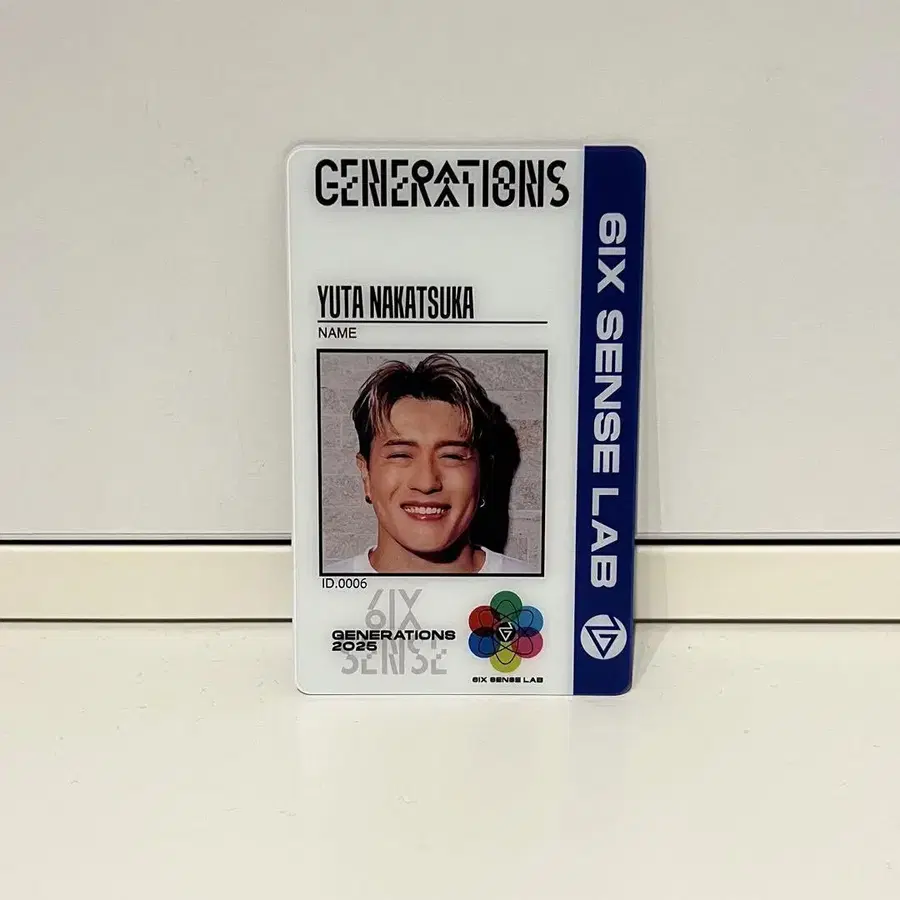 GENERATIONS
YUTA NAKATSUKA
NAME
ID.0006
6IX
SENSE
GENERATIONS
2025
6IX SENSE LAB
6IX SENSE LAB